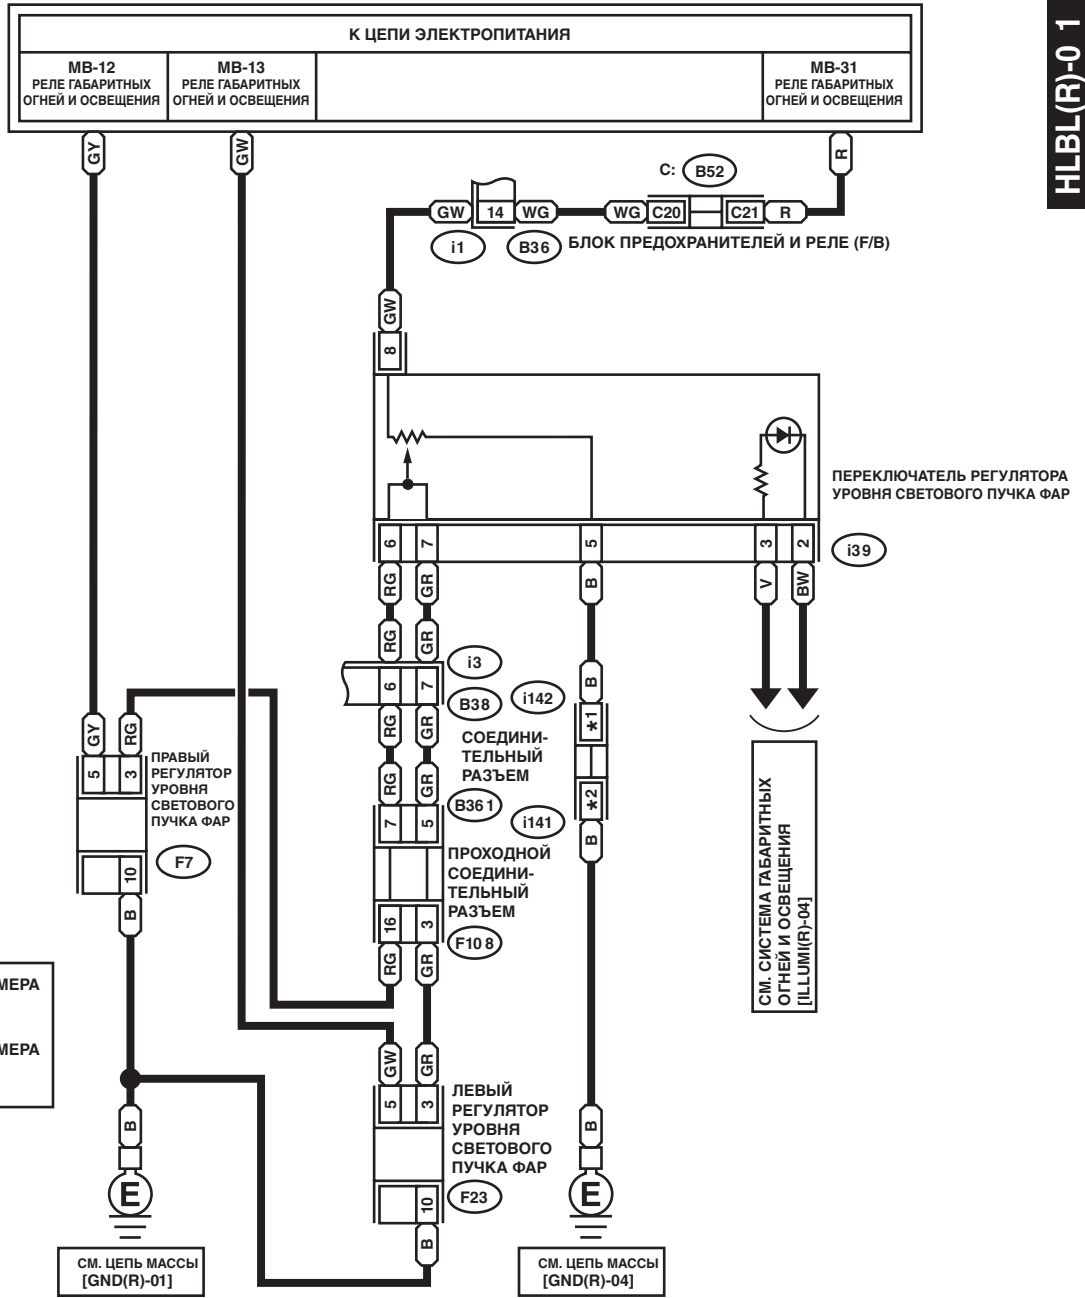 HLBL(R)-0 1
К ЦЕПИ ЭЛЕКТРОПИТАНИЯ
MB-12
РЕЛЕ ГАБАРИТНЫХ
ОГНЕЙ И ОСВЕЩЕНИЯ
MB-13
РЕЛЕ ГАБАРИТНЫХ
ОГНЕЙ И ОСВЕЩЕНИЯ
MB-31
РЕЛЕ ГАБАРИТНЫХ
ОГНЕЙ И ОСВЕЩЕНИЯ
GY
GW
R
C: B52
GW 14 WG
WG C20 C21 R
i1
B36
БЛОК ПРЕДОХРАНИТЕЛЕЙ И РЕЛЕ (F/B)
GW
8
ПЕРЕКЛЮЧАТЕЛЬ РЕГУЛЯТОРА
УРОВНЯ СВЕТОВОГО ПУЧКА ФАР
6 7 5 3 2
i39
RG GR B V BW
RG GR
i3
6 7
B
B38
i142
*1
RG GR
СОЕДИНИ-
ТЕЛЬНЫЙ
РАЗЪЕМ
GY RG
5 3
ПРАВЫЙ
РЕГУЛЯТОР
УРОВНЯ
СВЕТОВОГО
ПУЧКА ФАР
RG GR
B36 1
*2
7 5
i141
B
F7
10
B
ПРОХОДНОЙ
СОЕДИНИ-
ТЕЛЬНЫЙ
РАЗЪЕМ
16 3
F10 8
RG GR
СМ. СИСТЕМА ГАБАРИТНЫХ
ОГНЕЙ И ОСВЕЩЕНИЯ
[ILLUMI(R)-04]
МЕРА
МЕРА
GW GR
5 3
ЛЕВЫЙ
РЕГУЛЯТОР
УРОВНЯ
СВЕТОВОГО
ПУЧКА ФАР
B
B
E
E
10
F23
B
СМ. ЦЕПЬ МАССЫ
[GND(R)-01]
СМ. ЦЕПЬ МАССЫ
[GND(R)-04]